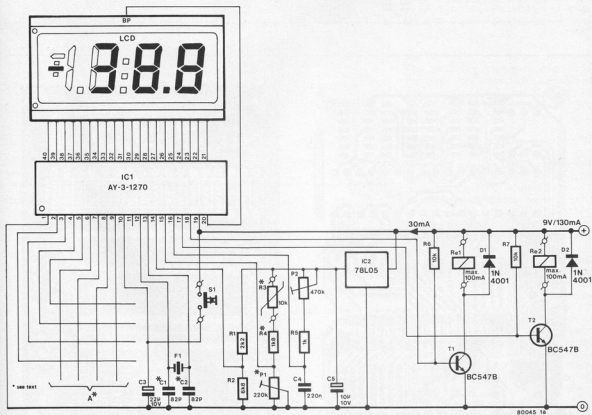 BP
LCD
38.8
40 39 38 37 36 35 34 33 32 31 30 29 28 27 26 25 24 23 22 21
IC1
AY-3-1270
1 2 3 4 5 6 7 8 9 10 11 12 13 14 15 16 17 18 19 20
30mA
9V/130mA
+
IC2
78L05
R6
10k
Re1
max.
100mA
D1
1N
4001
R7
10k
Re2
max.
100mA
D2
1N
4001
S1
*
R3
10k
P2
470k
R1
2k2
*
R4
1k8
R5
1k
T1
BC547B
T2
BC547B
F1
*
R2
6k8
*
P1
220k
* see text
A*
C3
22µ
10V
*
C1
82p
*
C2
82p
C4
220n
C5
10µ
10V
0
80045 1a